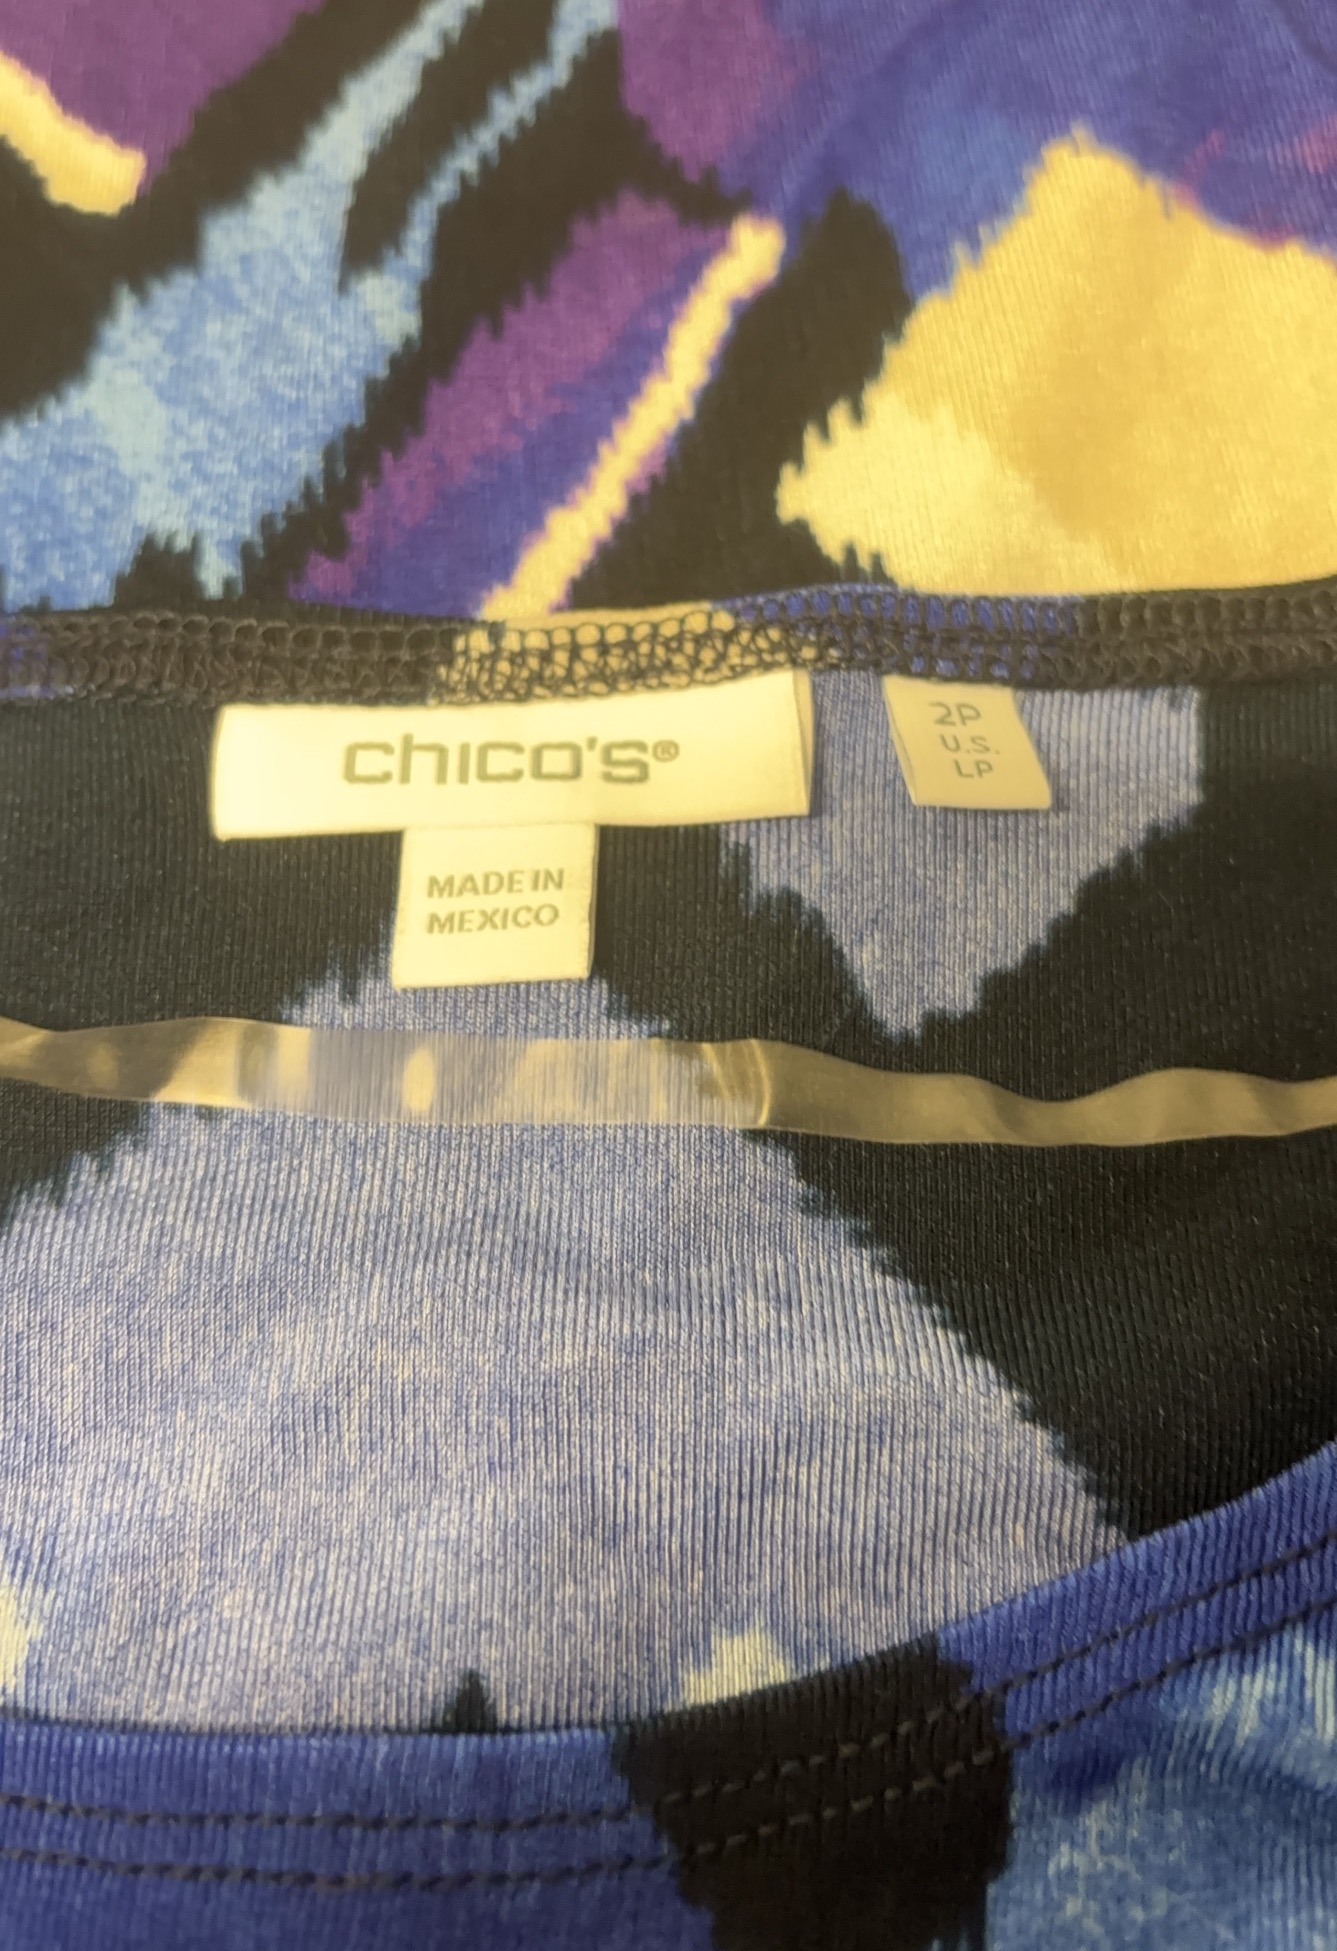 chico's®
MADE IN
MEXICO
2P
U.S.
LP